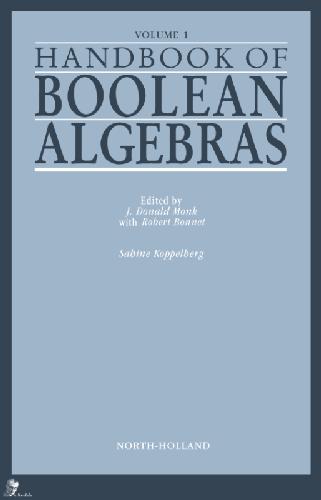 VOLUME 1
HANDBOOK OF
BOOLEAN
ALGEBRAS
Edited by
J. Donald Monk
with Robert Bonnet
Sabine Koppelberg
NORTH-HOLLAND